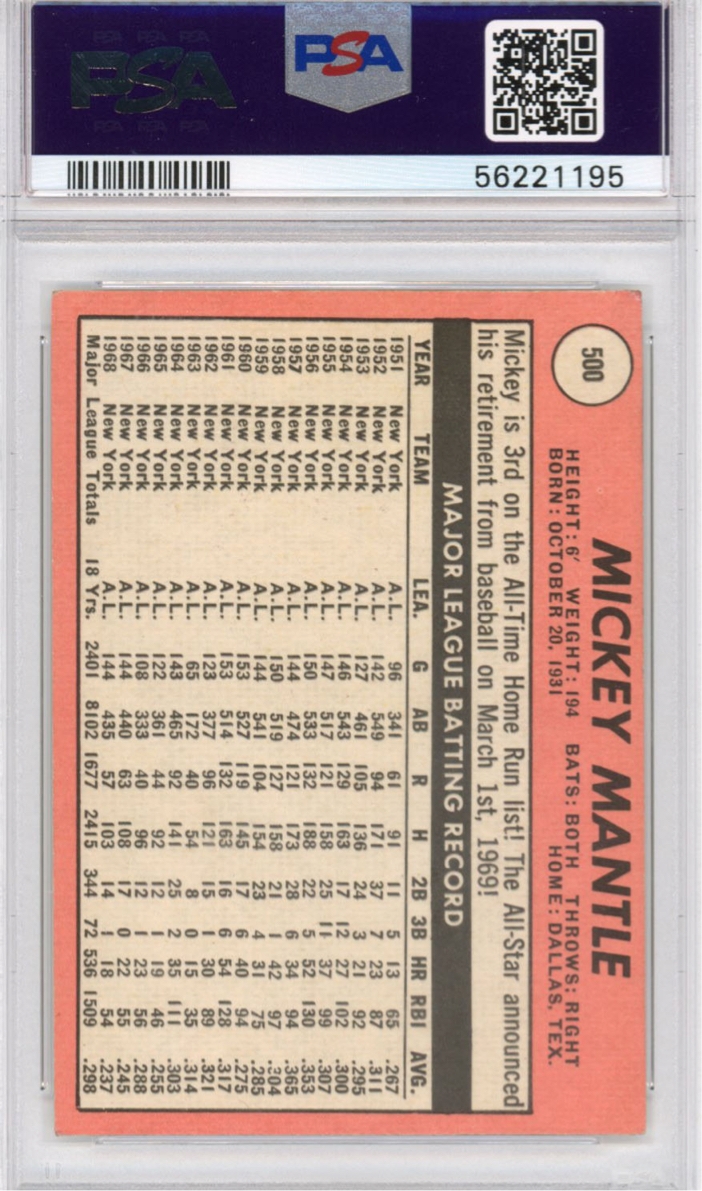 PSA
PSA
56221195
500
MICKEY MANTLE
HEIGHT: 6' WEIGHT: 194 BATS: BOTH THROWS: RIGHT
BORN: OCTOBER 20, 1931 HOME: DALLAS, TEX.
Mickey is 3rd on the All-Time Home Run list! The All-Star announced
his retirement from baseball on March 1st, 1969!
MAJOR LEAGUE BATTING RECORD
YEAR TEAM LEA. G AB R H 2B 3B HR RBI AVG.
1951 New York A.L. 96 341 61 91 11 5 13 65 .267
1952 New York A.L. 142 549 94 171 37 7 23 87 .311
1953 New York A.L. 127 461 105 136 24 3 21 92 .295
1954 New York A.L. 146 543 129 163 17 12 27 102 .300
1955 New York A.L. 147 517 121 158 25 11 37 99 .307
1956 New York A.L. 150 533 132 188 22 5 52 130 .353
1957 New York A.L. 144 474 121 173 28 6 34 94 .365
1958 New York A.L. 150 519 127 158 21 1 42 97 .304
1959 New York A.L. 144 541 104 154 23 4 31 75 .285
1960 New York A.L. 153 527 119 145 17 6 40 94 .275
1961 New York A.L. 153 514 132 163 16 6 54 128 .317
1962 New York A.L. 123 377 96 121 15 1 30 89 .321
1963 New York A.L. 65 172 40 54 8 0 15 35 .314
1964 New York A.L. 143 465 92 141 25 2 35 111 .303
1965 New York A.L. 122 361 44 92 12 1 19 46 .255
1966 New York A.L. 108 333 40 96 12 1 23 56 .288
1967 New York A.L. 144 440 63 108 17 0 22 55 .245
1968 New York A.L. 144 435 57 103 14 1 18 54 .237
Major League Totals 18 Yrs. 2401 8102 1677 2415 344 72 536 1509 .298